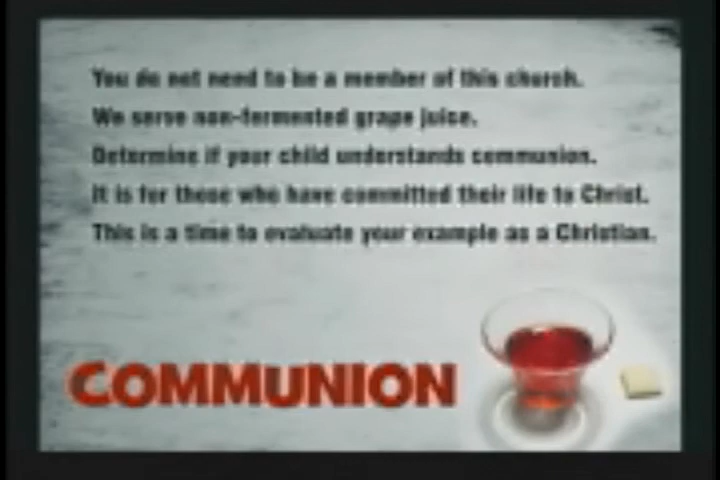 You do not need to be a member of this church.
We serve non-fermented grape juice.
Determine if your child understands communion.
It is for those who have committed their life to Christ.
This is a time to evaluate your example as a Christian.
COMMUNION